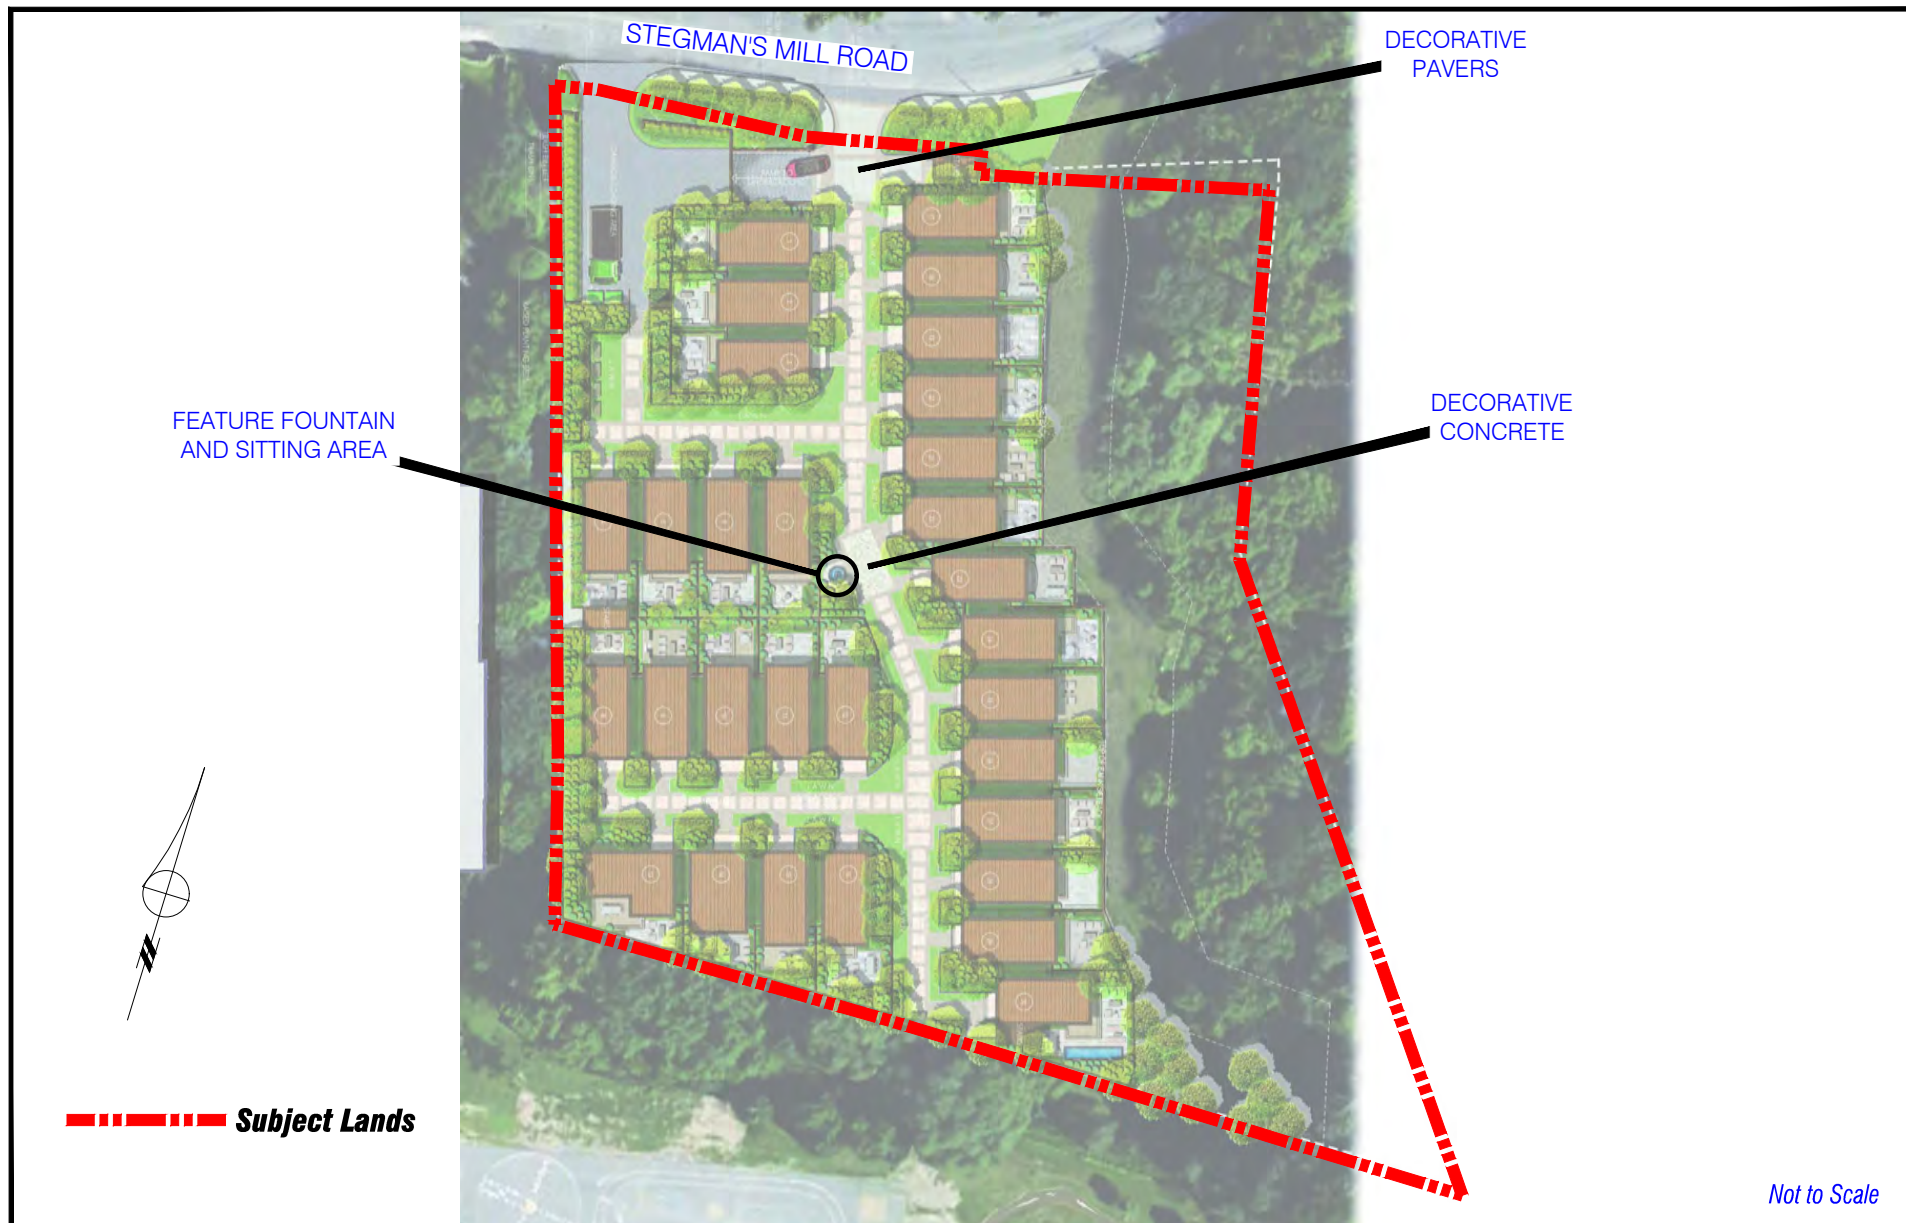 STEGMAN'S MILL ROAD
DECORATIVE
PAVERS
FEATURE FOUNTAIN
AND SITTING AREA
DECORATIVE
CONCRETE
Subject Lands
Not to Scale